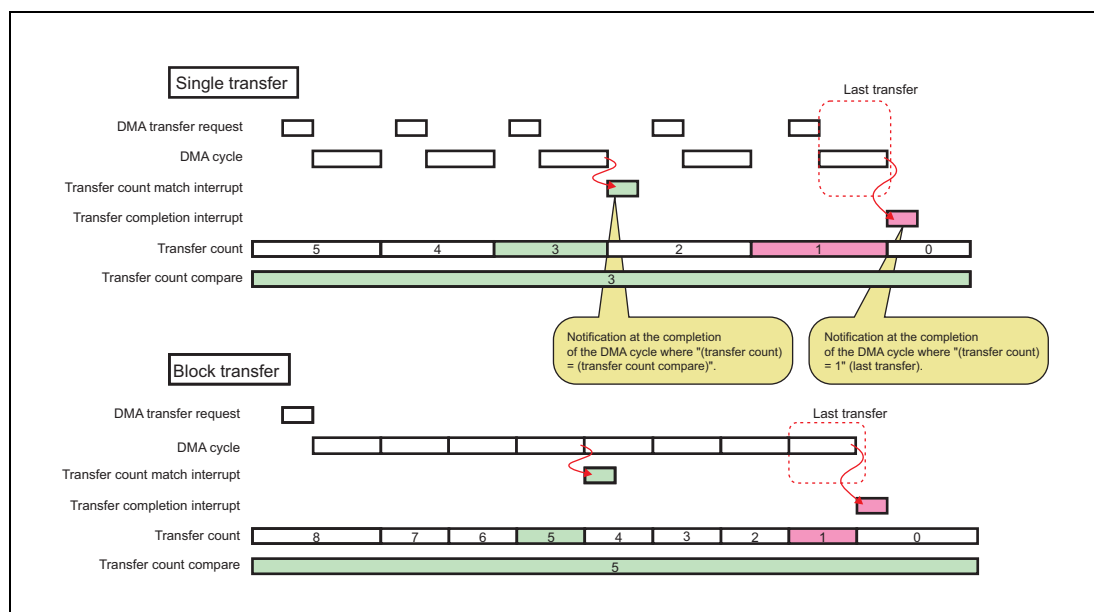 Single transfer
Last transfer
DMA transfer request
DMA cycle
Transfer count match interrupt
Transfer completion interrupt
Transfer count 5 4 3 2 1 0
Transfer count compare 3
Notification at the completion
of the DMA cycle where "(transfer count)
= (transfer count compare)".
Notification at the completion
of the DMA cycle where "(transfer count)
= 1" (last transfer).
Block transfer
DMA transfer request
Last transfer
DMA cycle
Transfer count match interrupt
Transfer completion interrupt
Transfer count 8 7 6 5 4 3 2 1 0
Transfer count compare 5